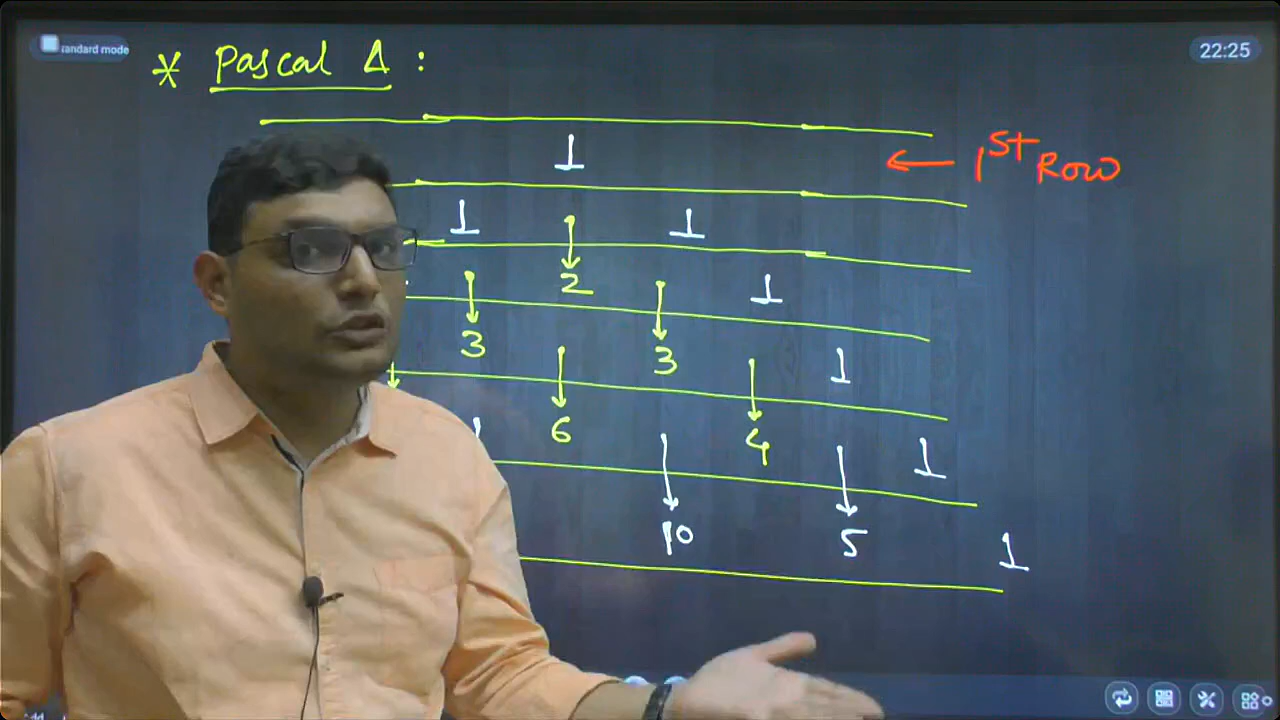 tandard mode
22:25
* Pascal Δ :
1 ← 1st Row
1 1
2 1
3 3 1
6 4 1
10 5 1